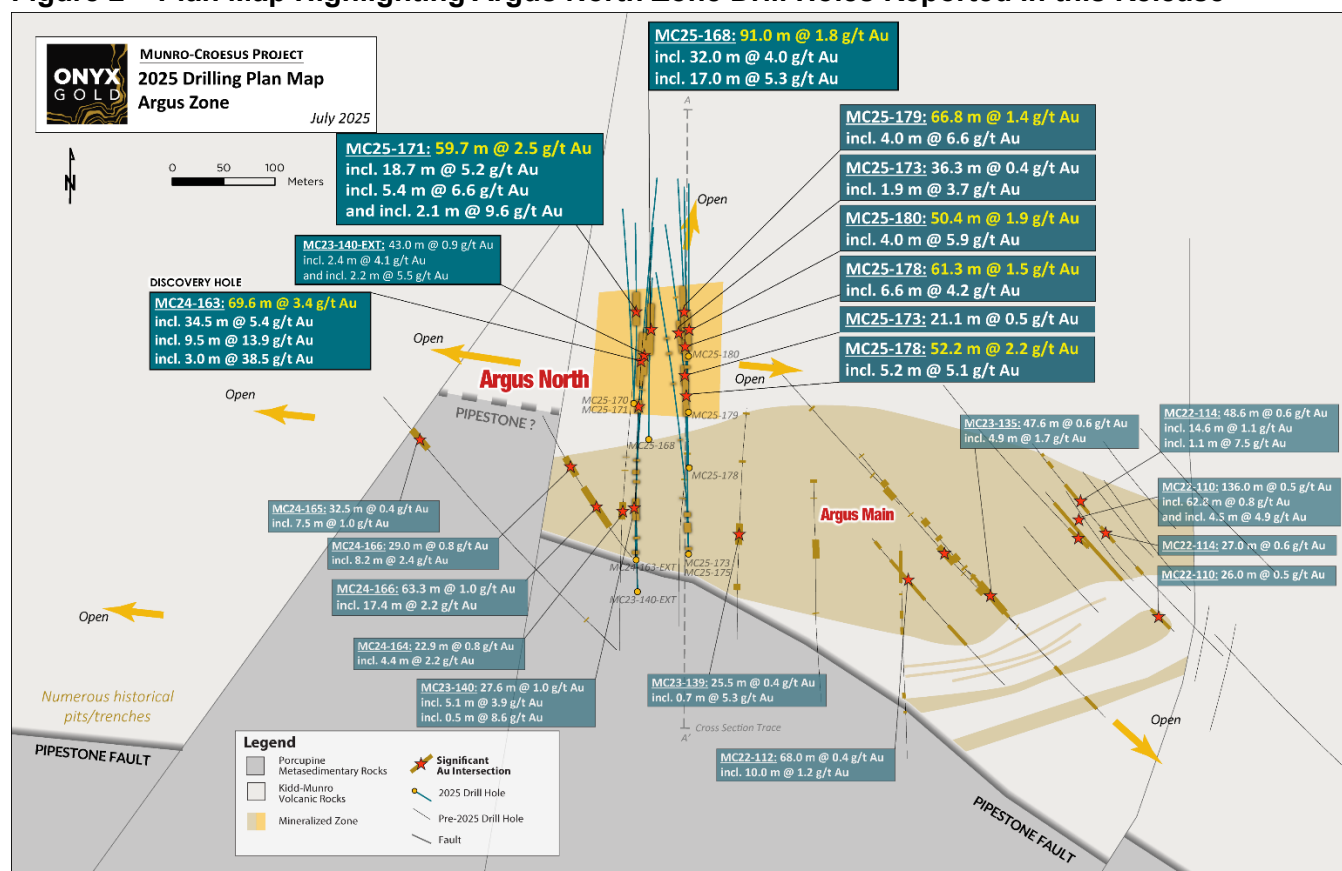 Figure 2 – Plan Map Highlighting Argus North Zone Drill Holes Reported in this Release
ONYX
GOLD
MUNRO-CROESUS PROJECT
2025 Drilling Plan Map
Argus Zone
July 2025
N
0 50 100
Meters
MC25-168: 91.0 m @ 1.8 g/t Au
incl. 32.0 m @ 4.0 g/t Au
incl. 17.0 m @ 5.3 g/t Au
A
MC25-171: 59.7 m @ 2.5 g/t Au
incl. 18.7 m @ 5.2 g/t Au
incl. 5.4 m @ 6.6 g/t Au
and incl. 2.1 m @ 9.6 g/t Au
MC25-179: 66.8 m @ 1.4 g/t Au
incl. 4.0 m @ 6.6 g/t Au
MC25-173: 36.3 m @ 0.4 g/t Au
incl. 1.9 m @ 3.7 g/t Au
MC25-180: 50.4 m @ 1.9 g/t Au
incl. 4.0 m @ 5.9 g/t Au
MC25-178: 61.3 m @ 1.5 g/t Au
incl. 6.6 m @ 4.2 g/t Au
MC25-173: 21.1 m @ 0.5 g/t Au
MC25-178: 52.2 m @ 2.2 g/t Au
incl. 5.2 m @ 5.1 g/t Au
Open
MC23-140-EXT: 43.0 m @ 0.9 g/t Au
incl. 2.4 m @ 4.1 g/t Au
and incl. 2.2 m @ 5.5 g/t Au
DISCOVERY HOLE
MC24-163: 69.6 m @ 3.4 g/t Au
incl. 34.5 m @ 5.4 g/t Au
incl. 9.5 m @ 13.9 g/t Au
incl. 3.0 m @ 38.5 g/t Au
Open
Open
Open
Argus North
PIPESTONE ?
MC25-180
MC25-170
MC25-171
MC25-179
MC25-168
MC25-178
MC23-135: 47.6 m @ 0.6 g/t Au
incl. 4.9 m @ 1.7 g/t Au
MC22-114: 48.6 m @ 0.6 g/t Au
incl. 14.6 m @ 1.1 g/t Au
incl. 1.1 m @ 7.5 g/t Au
MC22-110: 136.0 m @ 0.5 g/t Au
incl. 62.8 m @ 0.8 g/t Au
and incl. 4.5 m @ 4.9 g/t Au
MC22-114: 27.0 m @ 0.6 g/t Au
MC22-110: 26.0 m @ 0.5 g/t Au
Argus Main
MC24-165: 32.5 m @ 0.4 g/t Au
incl. 7.5 m @ 1.0 g/t Au
MC24-166: 29.0 m @ 0.8 g/t Au
incl. 8.2 m @ 2.4 g/t Au
MC24-166: 63.3 m @ 1.0 g/t Au
incl. 17.4 m @ 2.2 g/t Au
MC24-163-EXT
MC25-173
MC25-175
MC23-140-EXT
Open
MC24-164: 22.9 m @ 0.8 g/t Au
incl. 4.4 m @ 2.2 g/t Au
MC23-140: 27.6 m @ 1.0 g/t Au
incl. 5.1 m @ 3.9 g/t Au
incl. 0.5 m @ 8.6 g/t Au
MC23-139: 25.5 m @ 0.4 g/t Au
incl. 0.7 m @ 5.3 g/t Au
MC22-112: 68.0 m @ 0.4 g/t Au
incl. 10.0 m @ 1.2 g/t Au
Cross Section Trace
A'
Open
Numerous historical
pits/trenches
PIPESTONE FAULT
PIPESTONE FAULT
Legend
Porcupine
Metasedimentary Rocks
Kidd-Munro
Volcanic Rocks
Mineralized Zone
Significant
Au Intersection
2025 Drill Hole
Pre-2025 Drill Hole
Fault